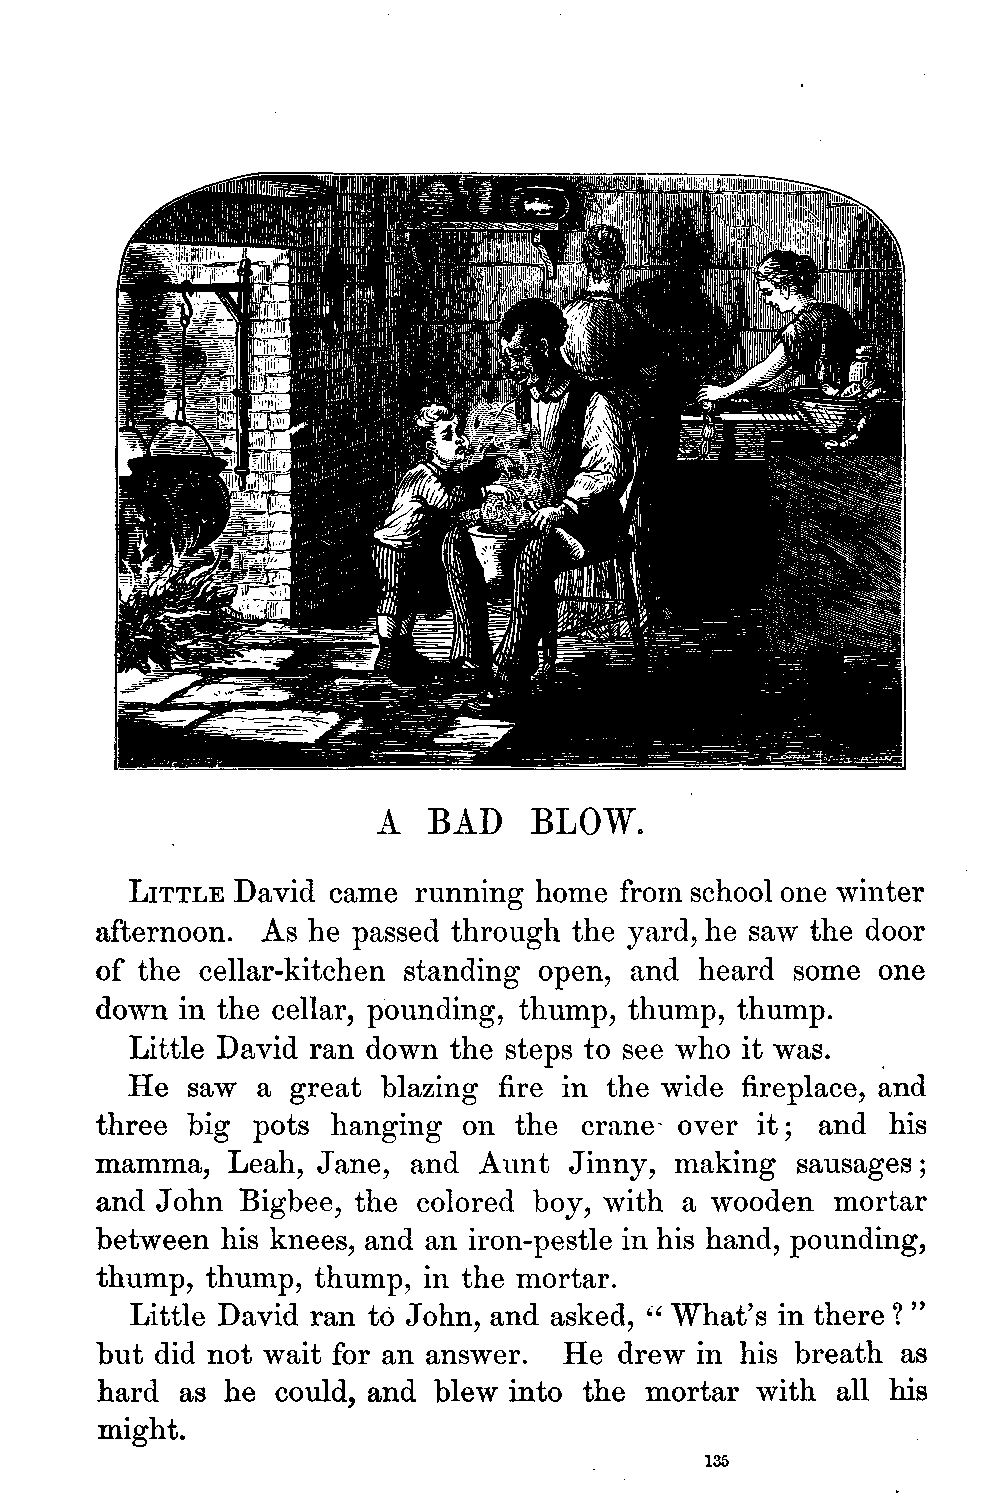 A BAD BLOW.
LITTLE David came running home from school one winter
afternoon. As he passed through the yard, he saw the door
of the cellar-kitchen standing open, and heard some one
down in the cellar, pounding, thump, thump, thump.
Little David ran down the steps to see who it was.
He saw a great blazing fire in the wide fireplace, and
three big pots hanging on the crane over it; and his
mamma, Leah, Jane, and Aunt Jinny, making sausages;
and John Bigbee, the colored boy, with a wooden mortar
between his knees, and an iron-pestle in his hand, pounding,
thump, thump, thump, in the mortar.
Little David ran to John, and asked, “What's in there?”
but did not wait for an answer. He drew in his breath as
hard as he could, and blew into the mortar with all his
might.
135